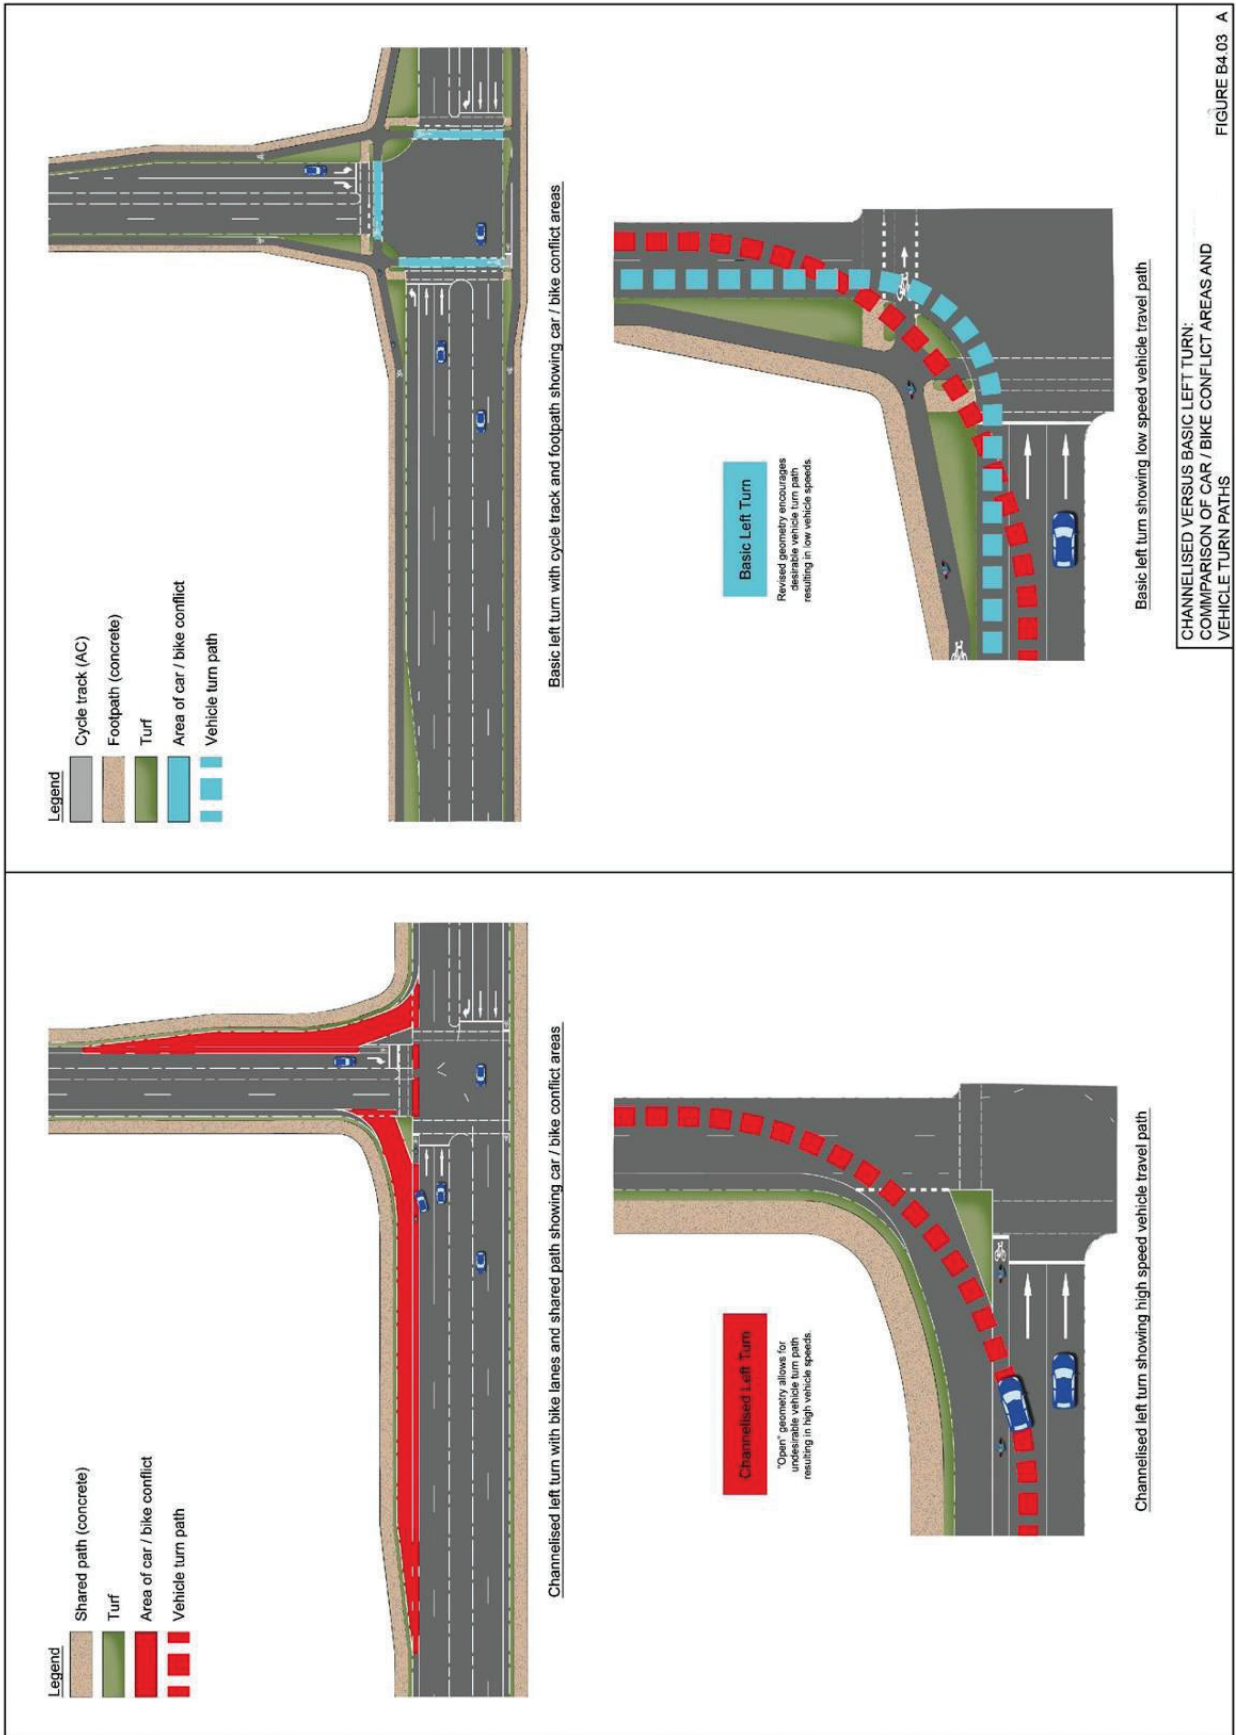 Legend
Shared path (concrete)
Turf
Area of car / bike conflict
Vehicle turn path
Channelised left turn with bike lanes and shared path showing car / bike conflict areas
Channelised Left Turn
"Open" geometry allows for
undesirable vehicle turn path
resulting in high vehicle speeds.
Channelised left turn showing high speed vehicle travel path
Legend
Cycle track (AC)
Footpath (concrete)
Turf
Area of car / bike conflict
Vehicle turn path
Basic left turn with cycle track and footpath showing car / bike conflict areas
Basic Left Turn
Revised geometry encourages
desirable vehicle turn path
resulting in low vehicle speeds.
Basic left turn showing low speed vehicle travel path
CHANNELISED VERSUS BASIC LEFT TURN:
COMMPARISON OF CAR / BIKE CONFLICT AREAS AND
VEHICLE TURN PATHS
FIGURE B4.03 A